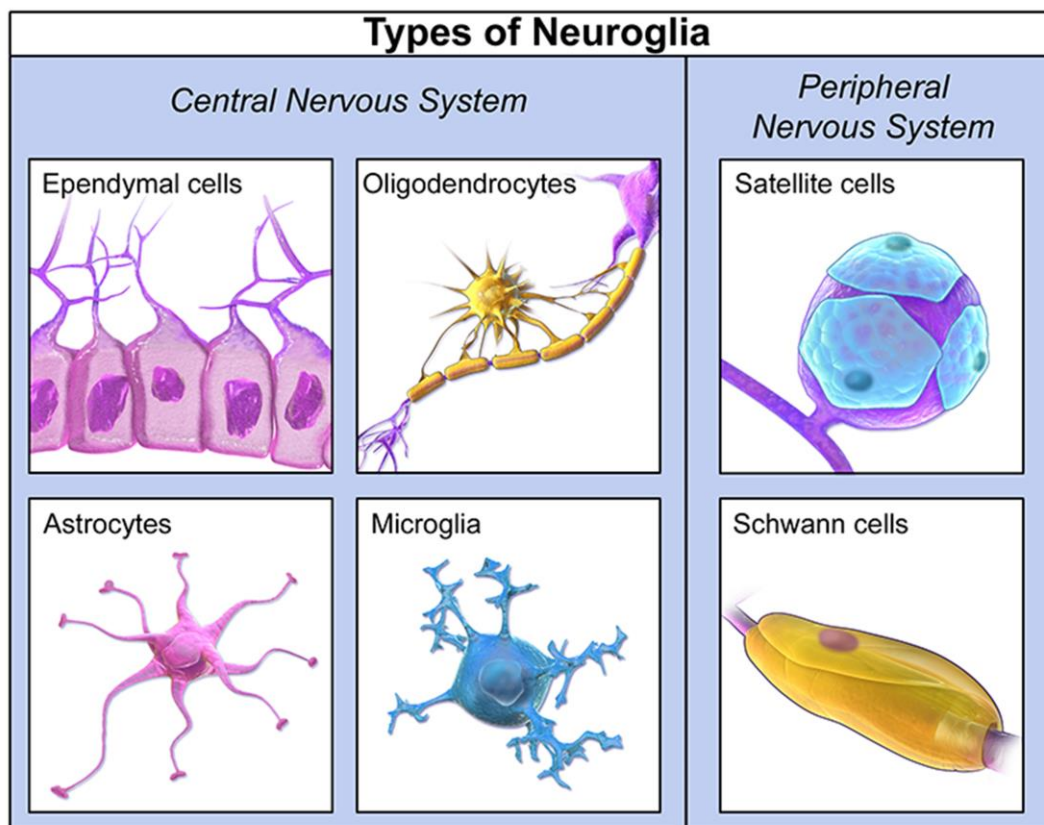 Types of Neuroglia
Central Nervous System
Peripheral
Nervous System
Ependymal cells
Oligodendrocytes
Satellite cells
Astrocytes
Microglia
Schwann cells